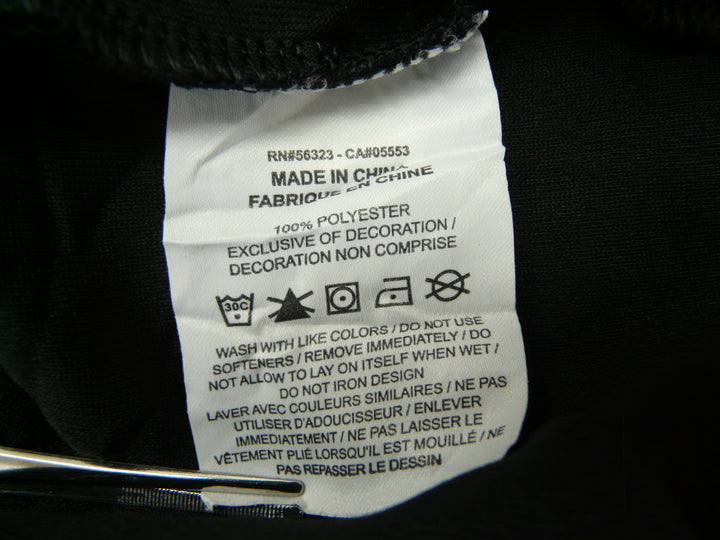 RN#56323 - CA#05553
MADE IN CHINA
FABRIQUE EN CHINE
100% POLYESTER
EXCLUSIVE OF DECORATION /
DECORATION NON COMPRISE
30C
WASH WITH LIKE COLORS / DO NOT USE
SOFTENERS / REMOVE IMMEDIATELY / DO
NOT ALLOW TO LAY ON ITSELF WHEN WET /
DO NOT IRON DESIGN
LAVER AVEC COULEURS SIMILAIRES / NE PAS
UTILISER D'ADOUCISSEUR / ENLEVER
IMMÉDIATEMENT / NE PAS LAISSER LE
VÊTEMENT PLIÉ LORSQU'IL EST MOUILLÉ / NE
PAS REPASSER LE DESSIN